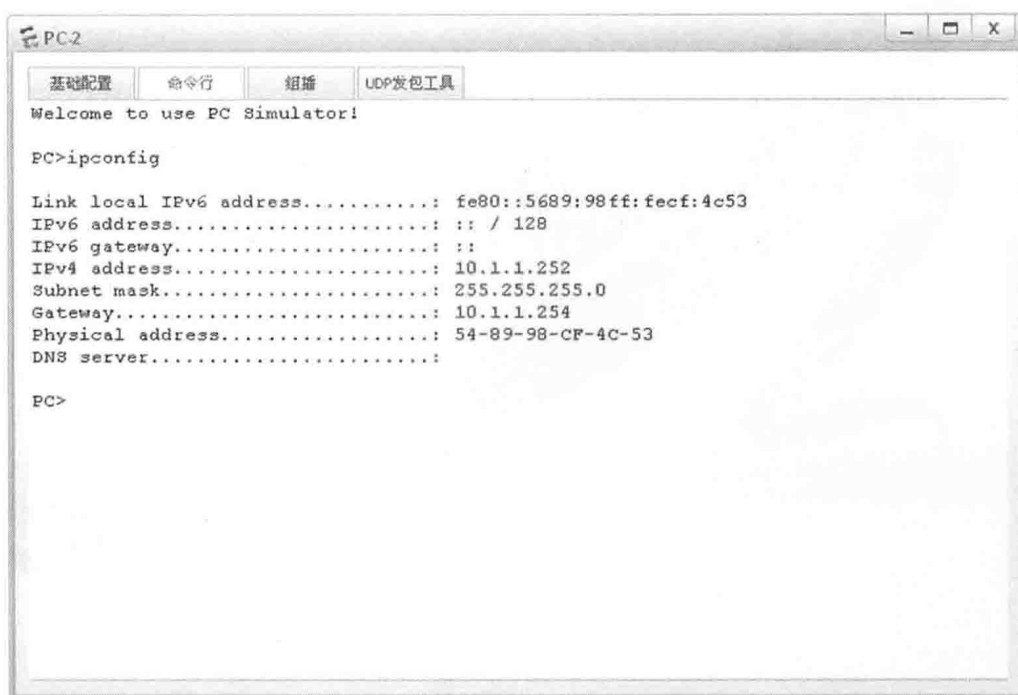 PC2
基础配置 命令行 组播 UDP发包工具
Welcome to use PC Simulator!
PC>ipconfig
Link local IPv6 address...........: fe80::5689:98ff:fecf:4c53
IPv6 address......................: :: / 128
IPv6 gateway......................: ::
IPv4 address......................: 10.1.1.252
Subnet mask.......................: 255.255.255.0
Gateway...........................: 10.1.1.254
Physical address..................: 54-89-98-CF-4C-53
DNS server........................:
PC>